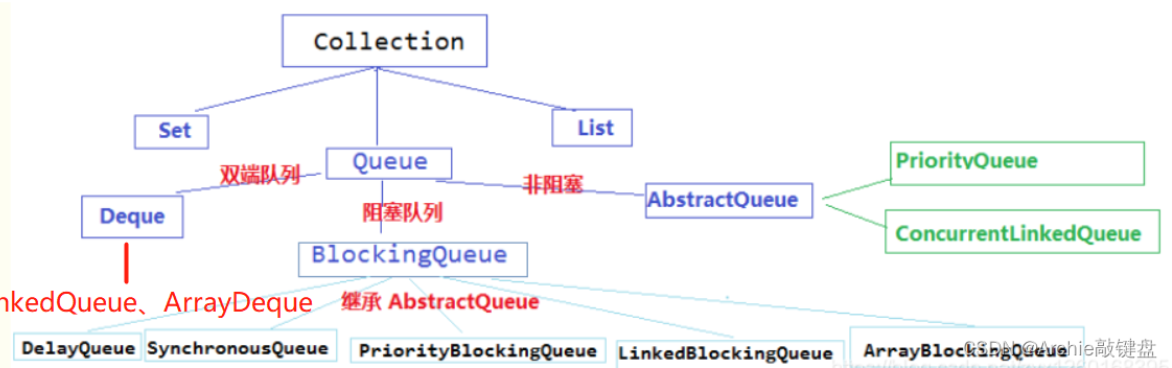 Collection
Set
List
Queue
双端队列
非阻塞
PriorityQueue
Deque
阻塞队列
AbstractQueue
ConcurrentLinkedQueue
BlockingQueue
nkedQueue、ArrayDeque
继承 AbstractQueue
DelayQueue
SynchronousQueue
PriorityBlockingQueue
LinkedBlockingQueue
ArrayBlockingQueue
CSDN @Archie敲键盘